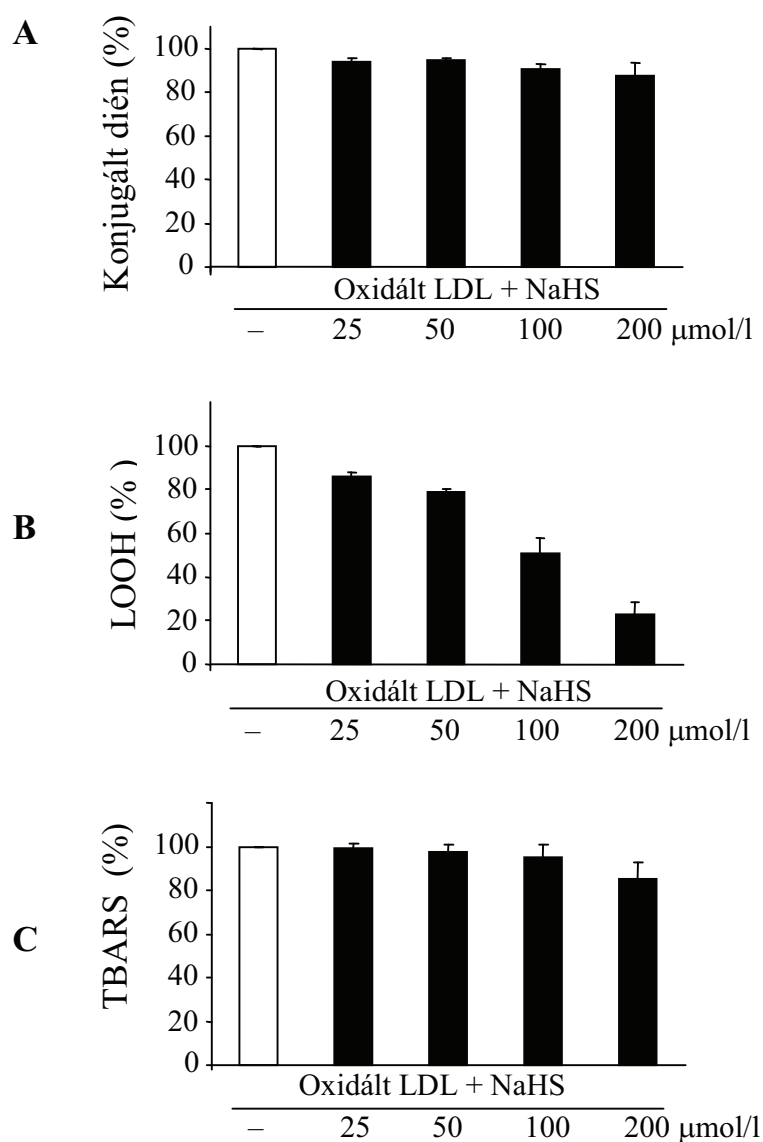 A
Konjugált dién (%)
100
80
60
40
20
0
Oxidált LDL + NaHS
– 25 50 100 200 μmol/l
B
LOOH (% )
100
80
60
40
20
0
Oxidált LDL + NaHS
– 25 50 100 200 μmol/l
C
TBARS (%)
100
80
60
40
20
0
Oxidált LDL + NaHS
– 25 50 100 200 μmol/l